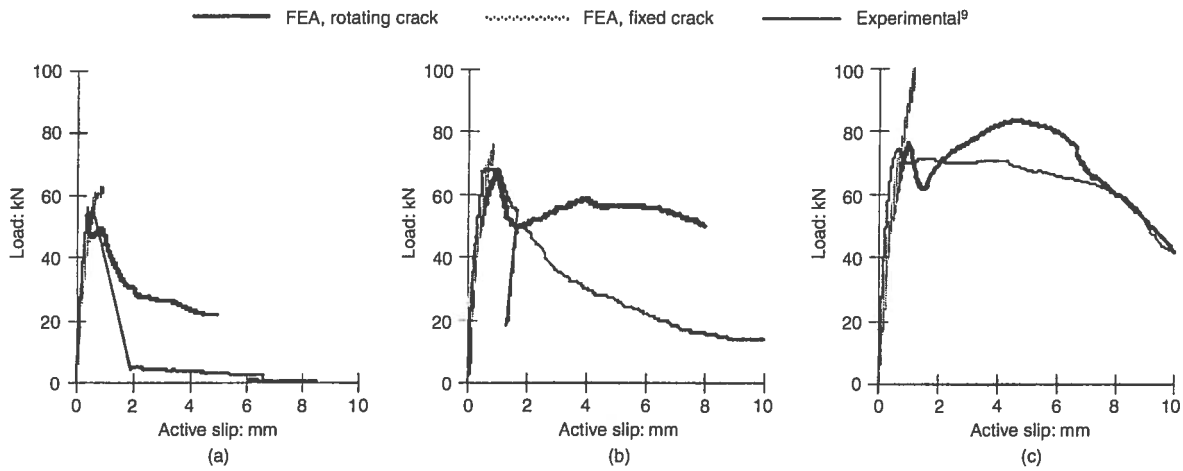 FEA, rotating crack FEA, fixed crack Experimental⁹
100
80
60
40
20
0
Load: kN
0 2 4 6 8 10
Active slip: mm
(a)
100
80
60
40
20
0
Load: kN
0 2 4 6 8 10
Active slip: mm
(b)
100
80
60
40
20
0
Load: kN
0 2 4 6 8 10
Active slip: mm
(c)